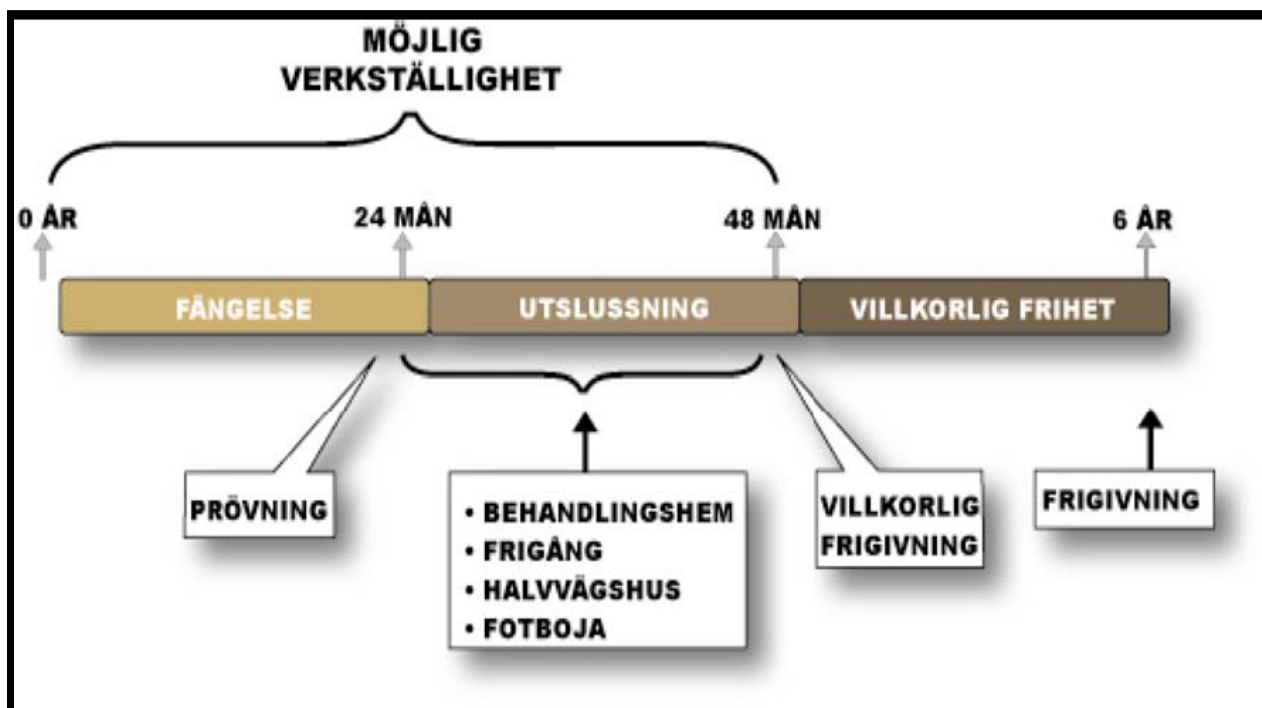 MÖJLIG
VERKSTÄLLIGHET
0 ÅR
24 MÅN
48 MÅN
6 ÅR
FÄNGELSE
UTSLUSSNING
VILLKORLIG FRIHET
PRÖVNING
• BEHANDLINGSHEM
• FRIGÅNG
• HALVVÄGSHUS
• FOTBOJA
VILLKORLIG
FRIGIVNING
FRIGIVNING